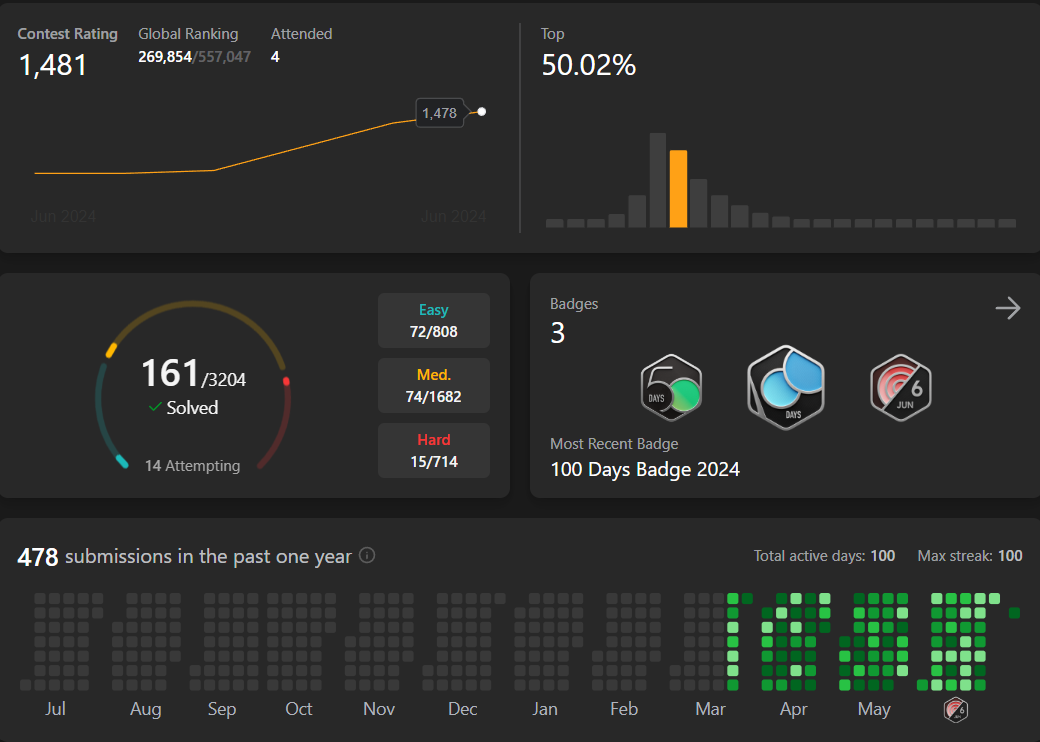 Contest Rating Global Ranking Attended
1,481 269,854/557,047 4
1,478
Jun 2024 Jun 2024
Top
50.02%
161/3204
Solved
14 Attempting
Easy
72/808
Med.
74/1682
Hard
15/714
Badges
3
50 DAYS
DAYS
6
JUN
Most Recent Badge
100 Days Badge 2024
478 submissions in the past one year Total active days: 100 Max streak: 100
Jul Aug Sep Oct Nov Dec Jan Feb Mar Apr May